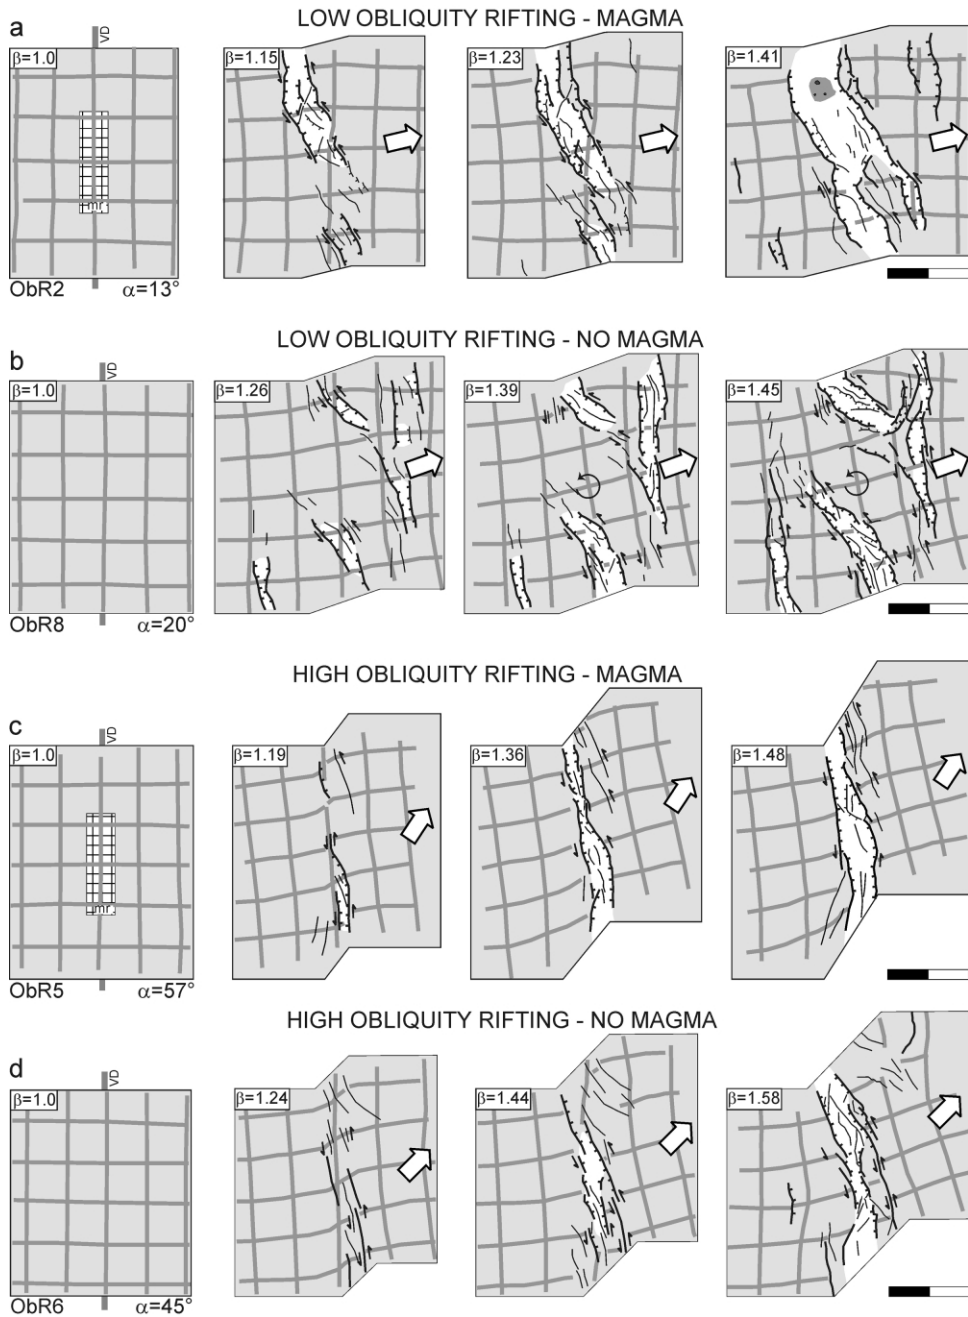 LOW OBLIQUITY RIFTING - MAGMA
a
VD
β=1.0
β=1.15
β=1.23
β=1.41
mr
ObR2 α=13°
LOW OBLIQUITY RIFTING - NO MAGMA
b
VD
β=1.0
β=1.26
β=1.39
β=1.45
ObR8 α=20°
HIGH OBLIQUITY RIFTING - MAGMA
c
VD
β=1.0
β=1.19
β=1.36
β=1.48
mr
ObR5 α=57°
HIGH OBLIQUITY RIFTING - NO MAGMA
d
VD
β=1.0
β=1.24
β=1.44
β=1.58
ObR6 α=45°